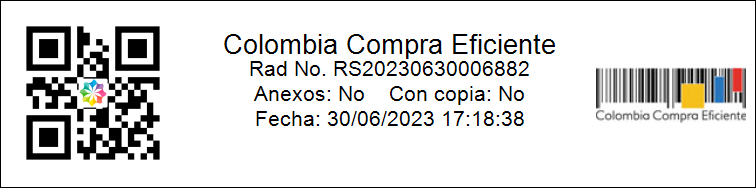 Colombia Compra Eficiente
Rad No. RS20230630006882
Anexos: No    Con copia: No
Fecha: 30/06/2023 17:18:38
Colombia Compra Eficiente